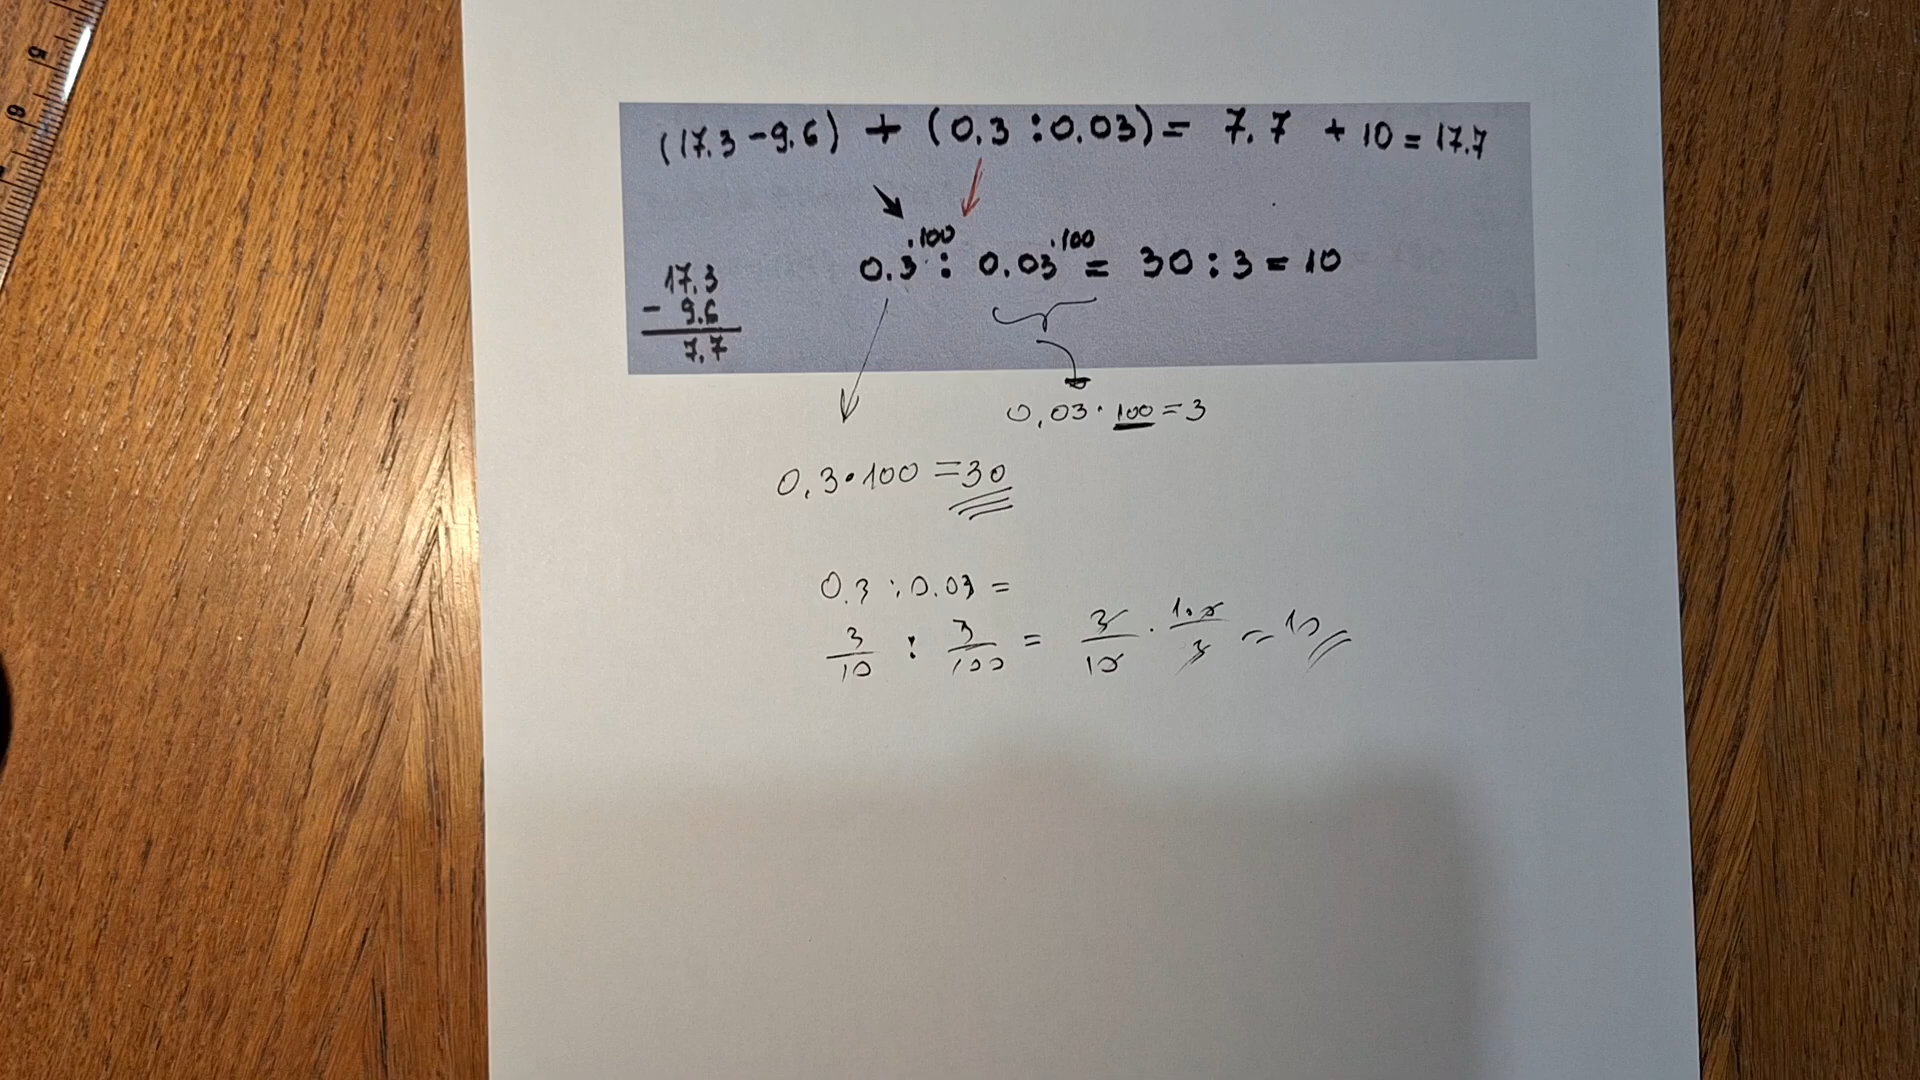 (17.3 - 9.6) + (0.3 : 0.03) = 7.7 + 10 = 17.7
0.3 ·100 : 0.03 ·100 = 30 : 3 = 10
17.3
- 9.6
7.7
0,03 · 100 = 3
0.3 · 100 = 30
0.3 : 0.03 =
3/10 : 3/100 = 3/10 · 100/3 = 10
5
6